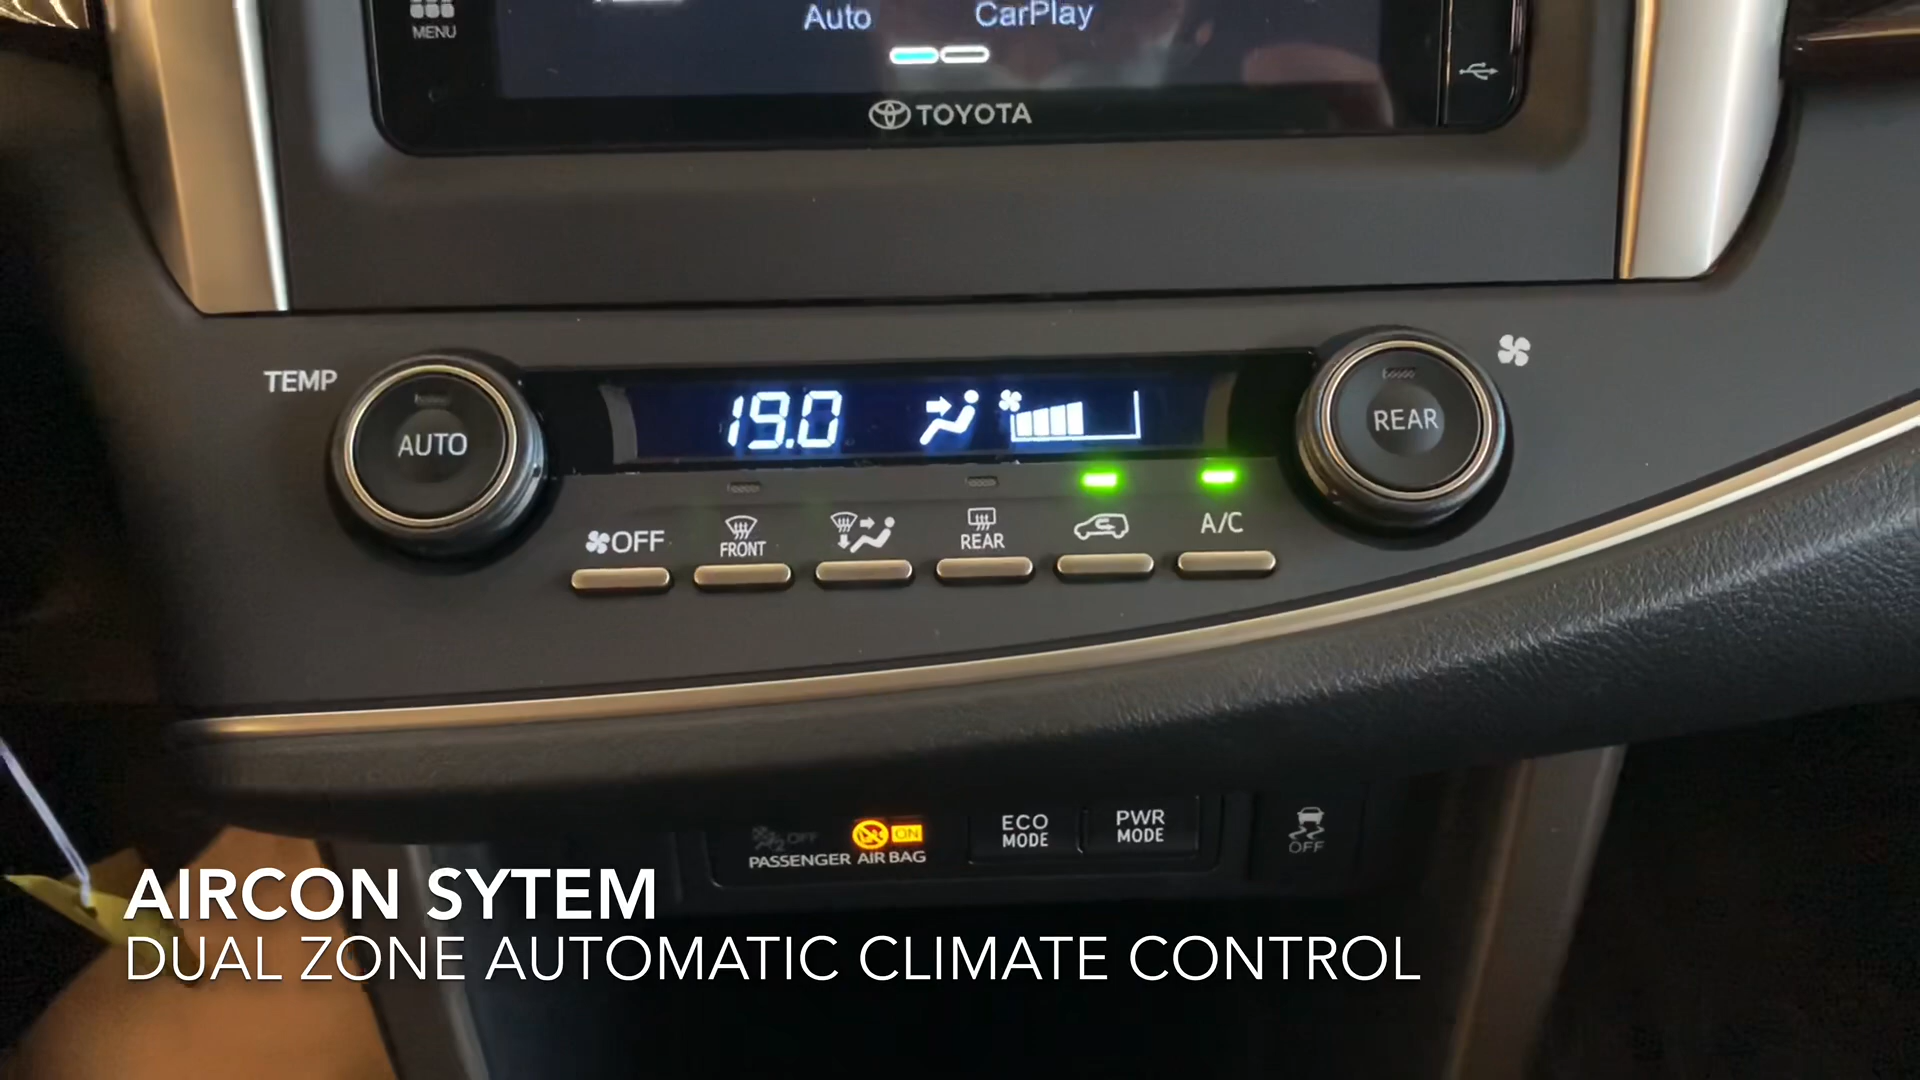 Auto CarPlay
MENU
TOYOTA
TEMP
AUTO
19.0
REAR
OFF
FRONT
REAR
A/C
OFF
ON
PASSENGER AIR BAG
ECO
MODE
PWR
MODE
OFF
AIRCON SYTEM
DUAL ZONE AUTOMATIC CLIMATE CONTROL